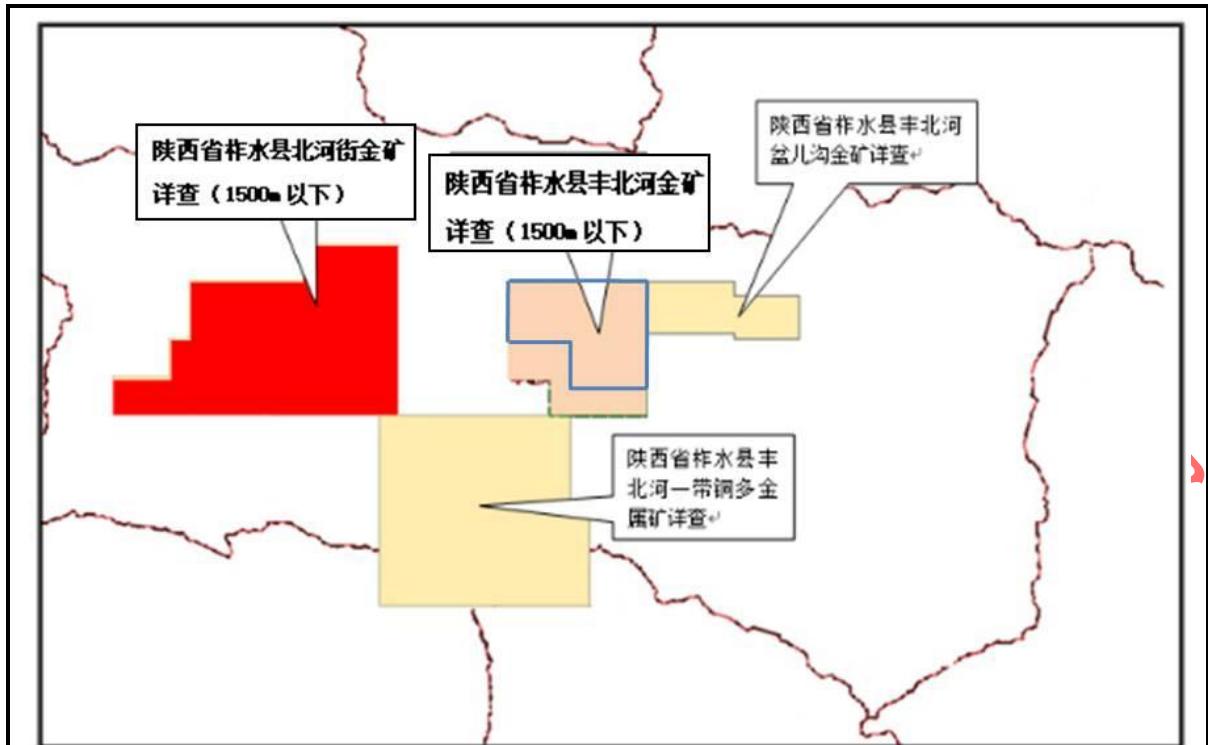 陕西省柞水县北河街金矿
详查（1500m 以下）
陕西省柞水县丰北河金矿
详查（1500m 以下）
陕西省柞水县丰北河
盆儿沟金矿详查↵
陕西省柞水县丰
北河一带铜多金
属矿详查↵